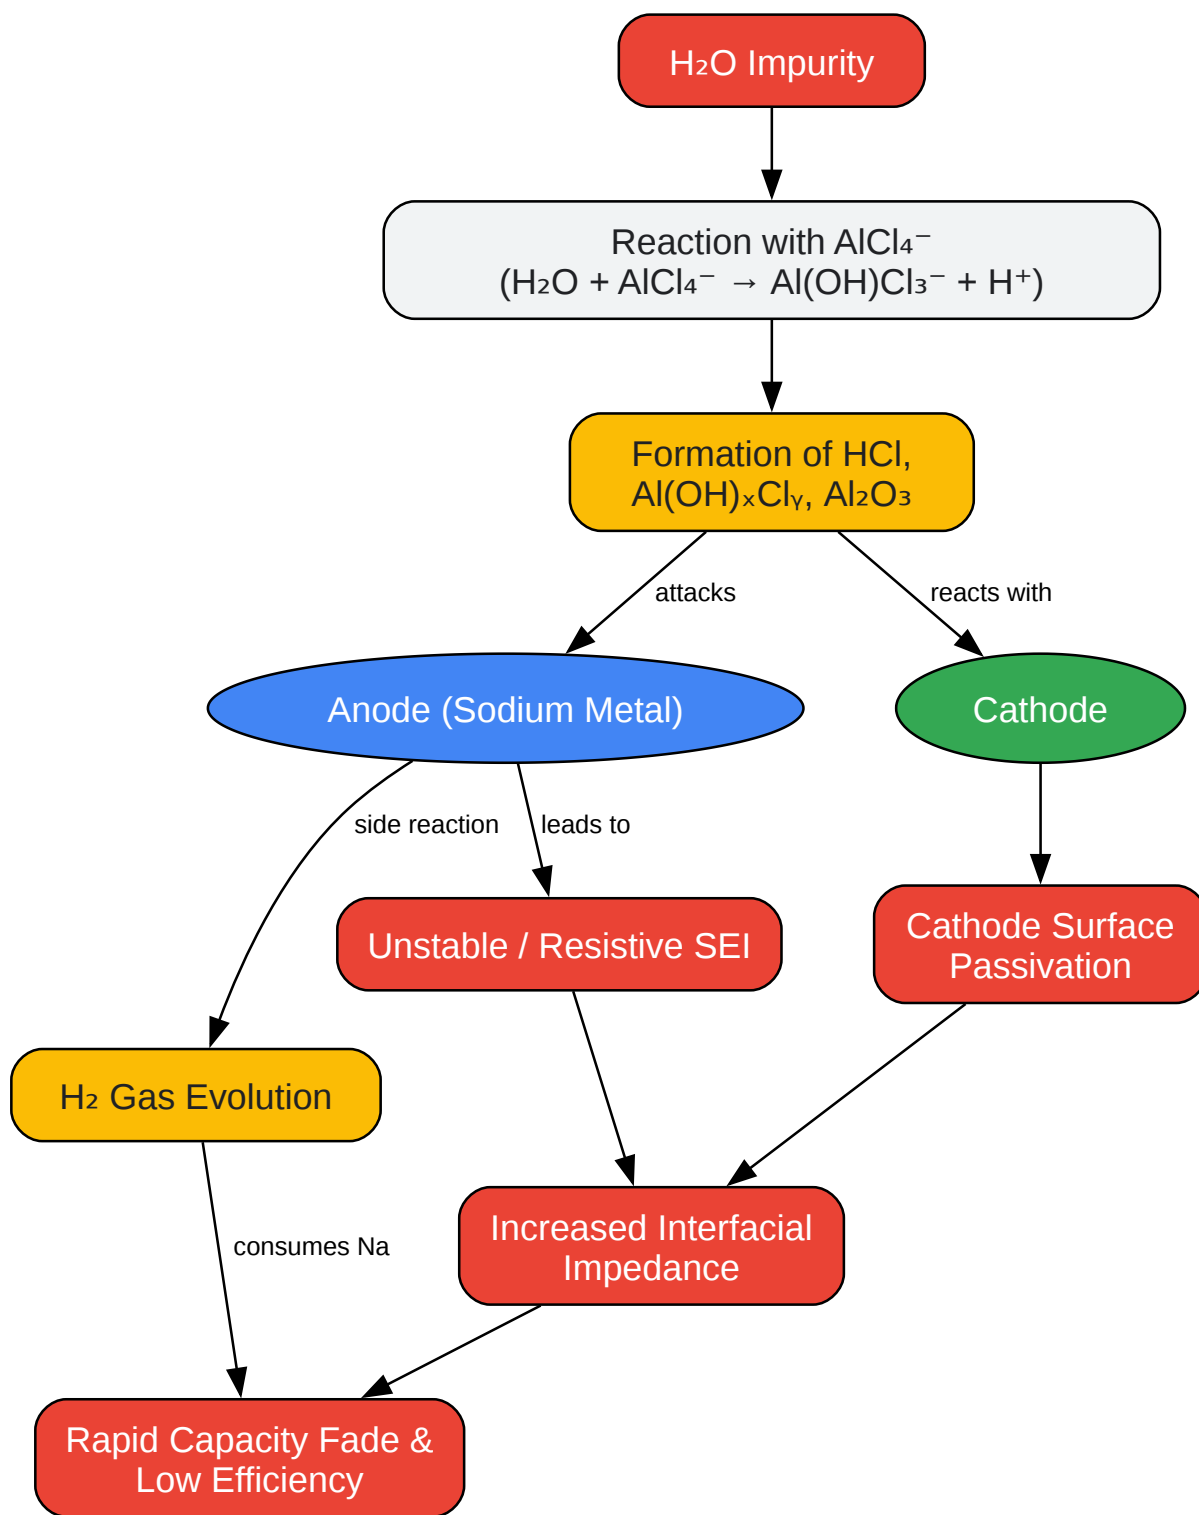 H₂O Impurity
Reaction with AlCl₄⁻
(H₂O + AlCl₄⁻ → Al(OH)Cl₃⁻ + H⁺)
Formation of HCl,
Al(OH)ₓClᵧ, Al₂O₃
attacks
reacts with
Anode (Sodium Metal)
Cathode
side reaction
leads to
Unstable / Resistive SEI
Cathode Surface
Passivation
H₂ Gas Evolution
Increased Interfacial
Impedance
consumes Na
Rapid Capacity Fade &
Low Efficiency